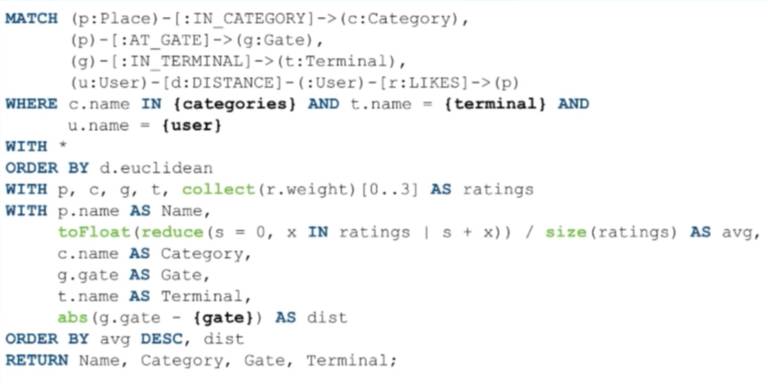 MATCH (p:Place)-[:IN_CATEGORY]->(c:Category),
(p)-[:AT_GATE]->(g:Gate),
(g)-[:IN_TERMINAL]->(t:Terminal),
(u:User)-[d:DISTANCE]-(:User)-[r:LIKES]->(p)
WHERE c.name IN {categories} AND t.name = {terminal} AND
u.name = {user}
WITH *
ORDER BY d.euclidean
WITH p, c, g, t, collect(r.weight)[0..3] AS ratings
WITH p.name AS Name,
toFloat(reduce(s = 0, x IN ratings | s + x)) / size(ratings) AS avg,
c.name AS Category,
g.gate AS Gate,
t.name AS Terminal,
abs(g.gate - {gate}) AS dist
ORDER BY avg DESC, dist
RETURN Name, Category, Gate, Terminal;